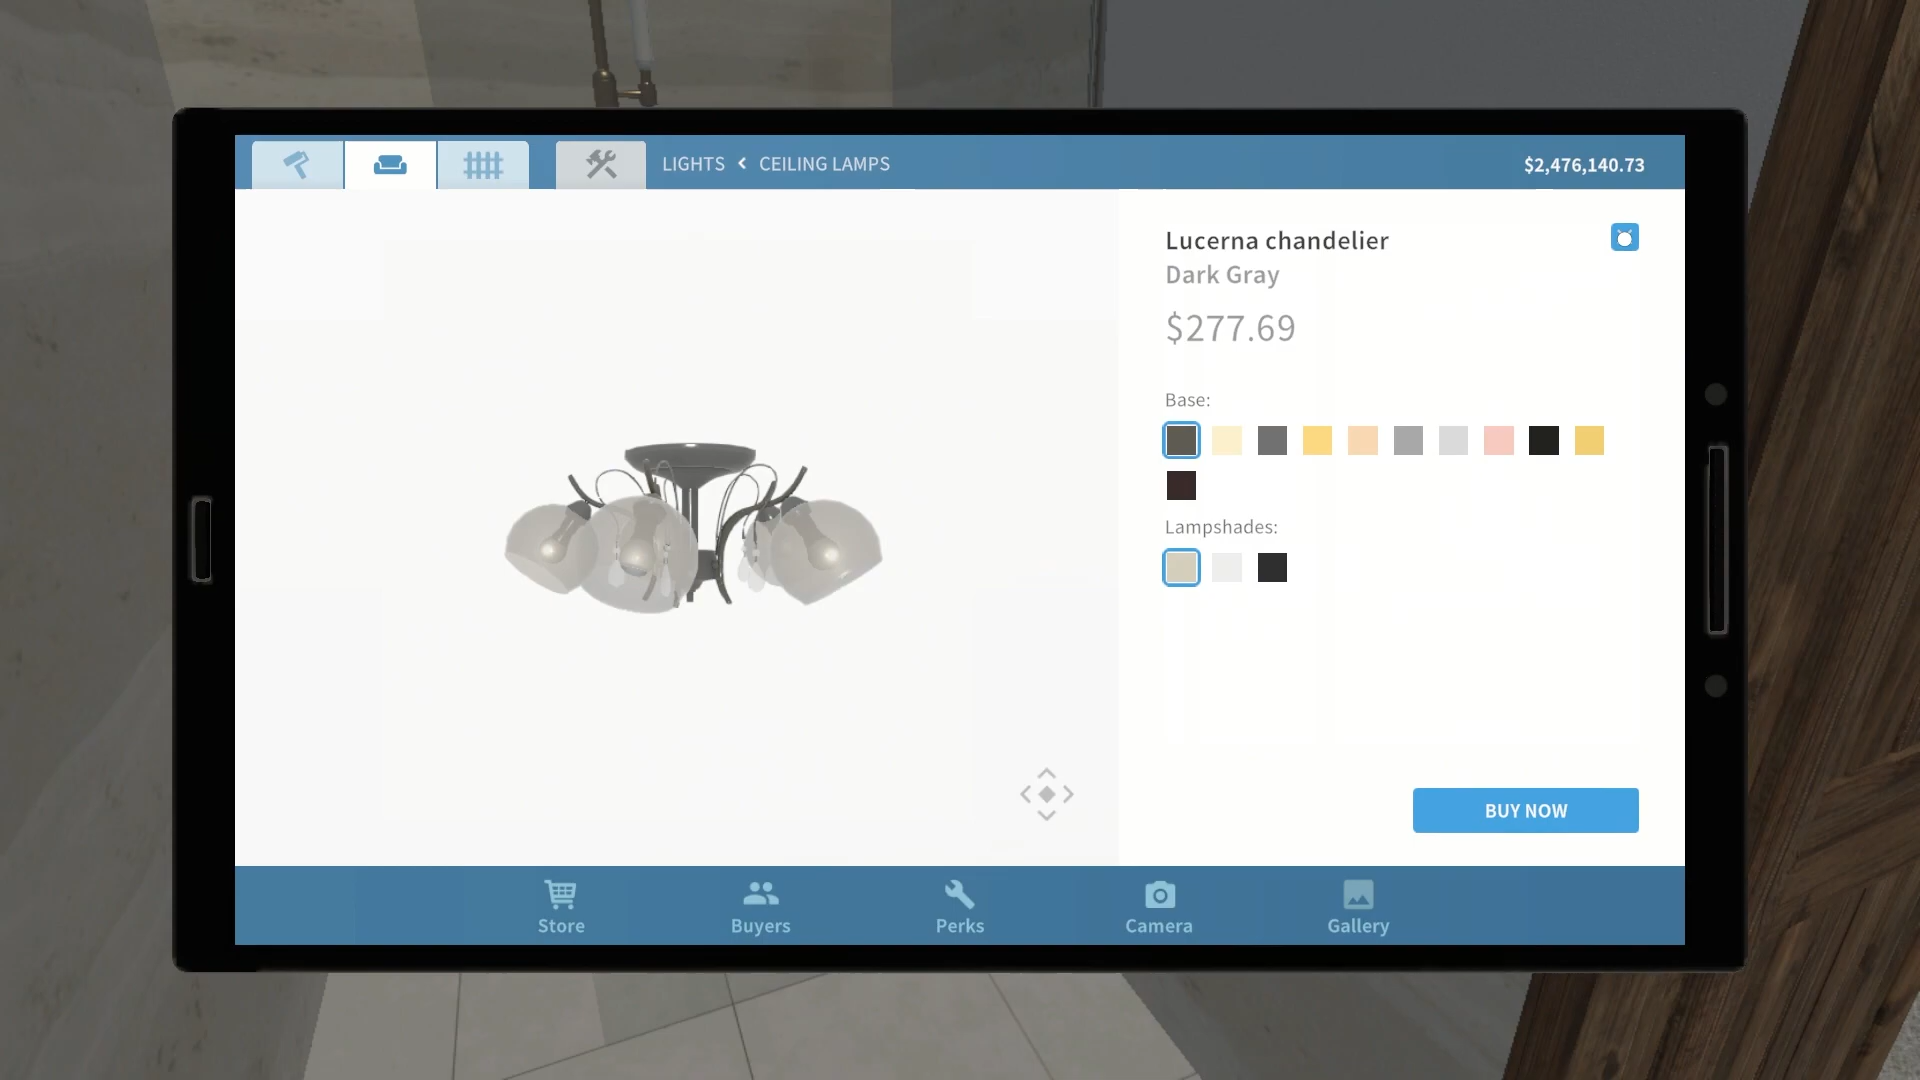 LIGHTS < CEILING LAMPS
$2,476,140.73
Lucerna chandelier
Dark Gray
$277.69
Base:
Lampshades:
BUY NOW
Store
Buyers
Perks
Camera
Gallery